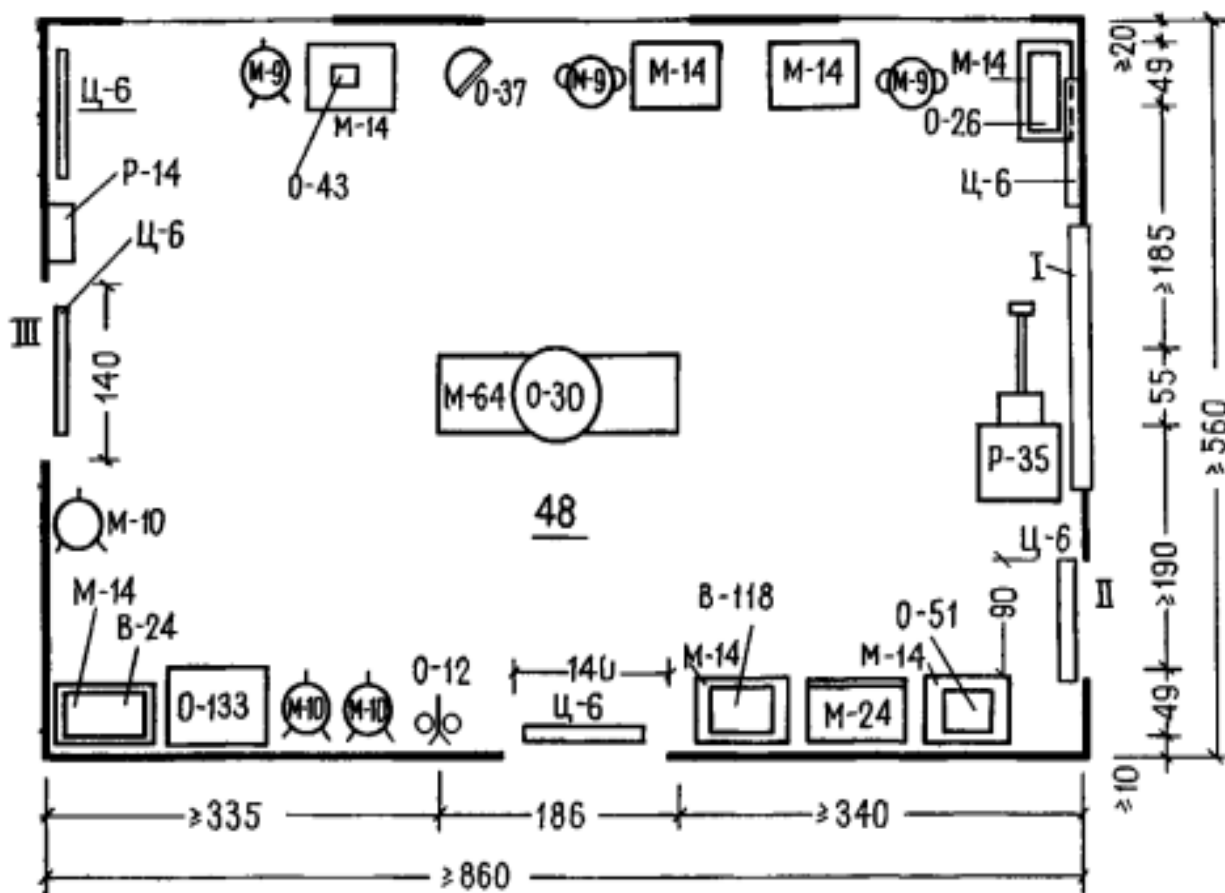 М-9
М-14
О-43
О-37
М-9
М-14
М-14
М-9
М-14
О-26
Ц-6
Ц-6
Р-14
Ц-6
III
140
I
М-64
О-30
Р-35
48
М-10
Ц-6
II
90
М-14
В-24
О-133
М-10
М-10
О-12
140
Ц-6
В-118
М-14
М-24
О-51
М-14
≥20
49
≥185
55
≥560
≥190
49
≥10
≥335
186
≥340
≥860